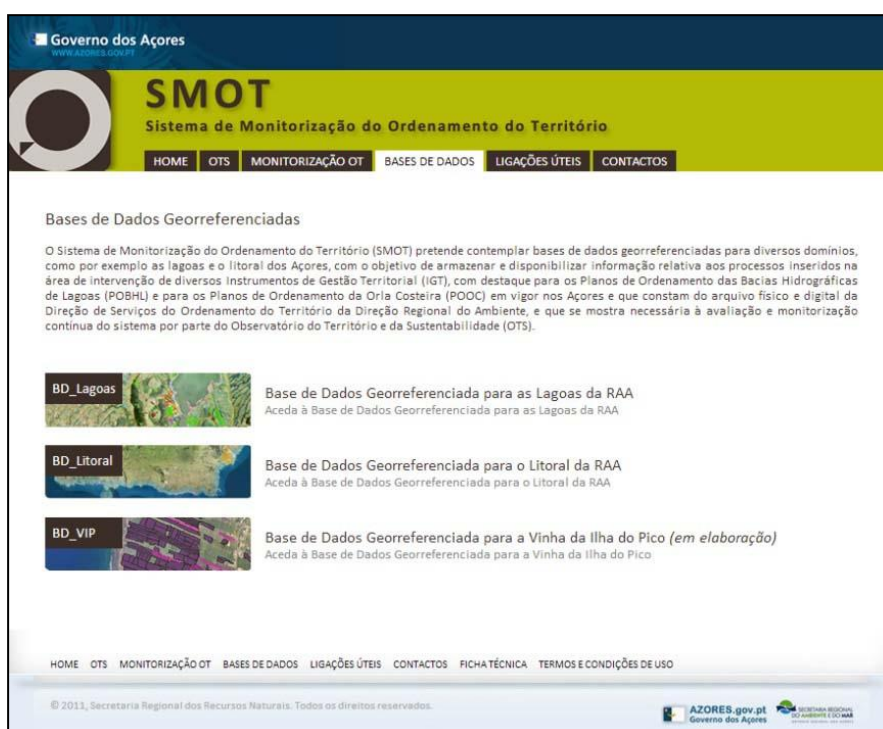 Governo dos Açores
WWW.AZORES.GOV.PT
SMOT
Sistema de Monitorização do Ordenamento do Território
HOME OTS MONITORIZAÇÃO OT BASES DE DADOS LIGAÇÕES ÚTEIS CONTACTOS
Bases de Dados Georreferenciadas
O Sistema de Monitorização do Ordenamento do Território (SMOT) pretende contemplar bases de dados georreferenciadas para diversos domínios,
como por exemplo as lagoas e o litoral dos Açores, com o objetivo de armazenar e disponibilizar informação relativa aos processos inseridos na
área de intervenção de diversos Instrumentos de Gestão Territorial (IGT), com destaque para os Planos de Ordenamento das Bacias Hidrográficas
de Lagoas (POBHL) e para os Planos de Ordenamento da Orla Costeira (POOC) em vigor nos Açores e que constam do arquivo físico e digital da
Direção de Serviços do Ordenamento do Território da Direção Regional do Ambiente, e que se mostra necessária à avaliação e monitorização
contínua do sistema por parte do Observatório do Território e da Sustentabilidade (OTS).
BD_Lagoas
Base de Dados Georreferenciada para as Lagoas da RAA
Aceda à Base de Dados Georreferenciada para as Lagoas da RAA
BD_Litoral
Base de Dados Georreferenciada para o Litoral da RAA
Aceda à Base de Dados Georreferenciada para o Litoral da RAA
BD_VIP
Base de Dados Georreferenciada para a Vinha da Ilha do Pico (em elaboração)
Aceda à Base de Dados Georreferenciada para a Vinha da Ilha do Pico
HOME OTS MONITORIZAÇÃO OT BASES DE DADOS LIGAÇÕES ÚTEIS CONTACTOS FICHA TÉCNICA TERMOS E CONDIÇÕES DE USO
© 2011, Secretaria Regional dos Recursos Naturais. Todos os direitos reservados.
AZORES.gov.pt
Governo dos Açores
SECRETARIA REGIONAL
DO AMBIENTE E DO MAR